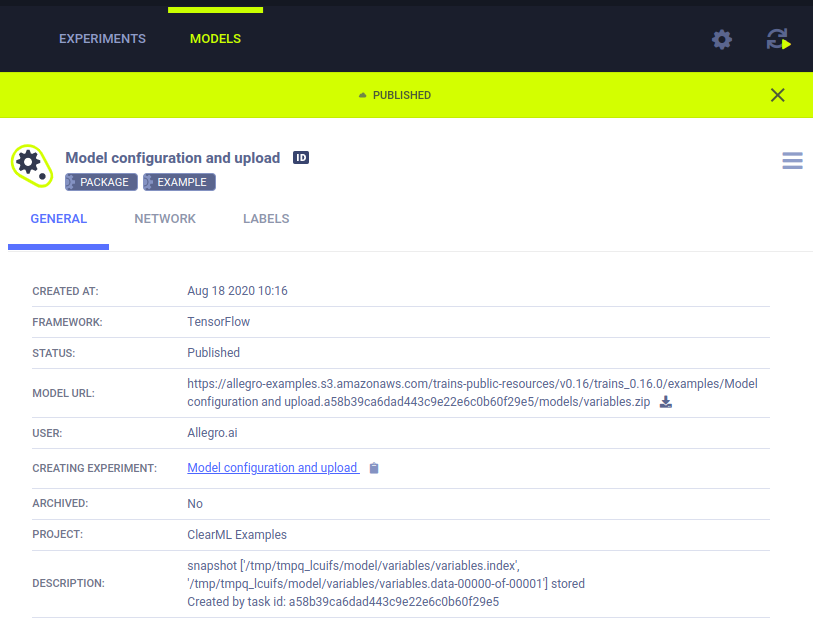 EXPERIMENTS MODELS
PUBLISHED
Model configuration and upload ID
PACKAGE EXAMPLE
GENERAL NETWORK LABELS
CREATED AT: Aug 18 2020 10:16
FRAMEWORK: TensorFlow
STATUS: Published
MODEL URL: https://allegro-examples.s3.amazonaws.com/trains-public-resources/v0.16/trains_0.16.0/examples/Model
configuration and upload.a58b39ca6dad443c9e22e6c0b60f29e5/models/variables.zip
USER: Allegro.ai
CREATING EXPERIMENT: Model configuration and upload
ARCHIVED: No
PROJECT: ClearML Examples
DESCRIPTION: snapshot ['/tmp/tmpq_lcuifs/model/variables/variables.index',
'/tmp/tmpq_lcuifs/model/variables/variables.data-00000-of-00001'] stored
Created by task id: a58b39ca6dad443c9e22e6c0b60f29e5